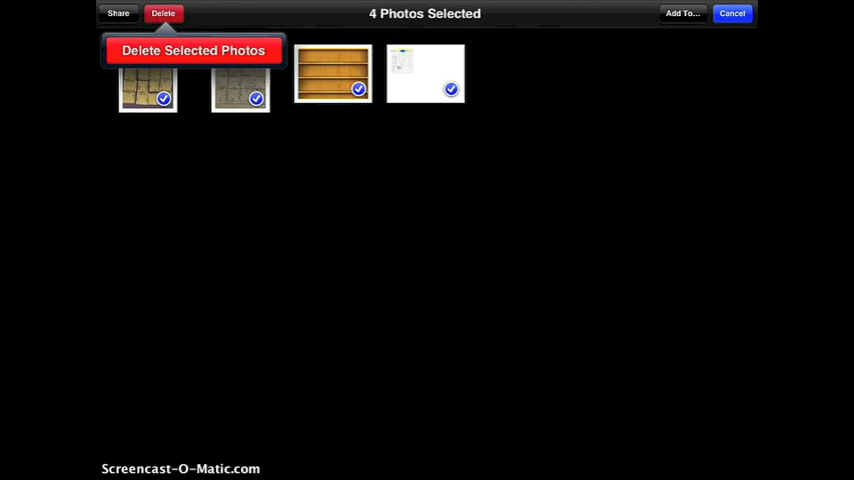 Share
Delete
4 Photos Selected
Add To...
Cancel
Delete Selected Photos
Screencast-O-Matic.com